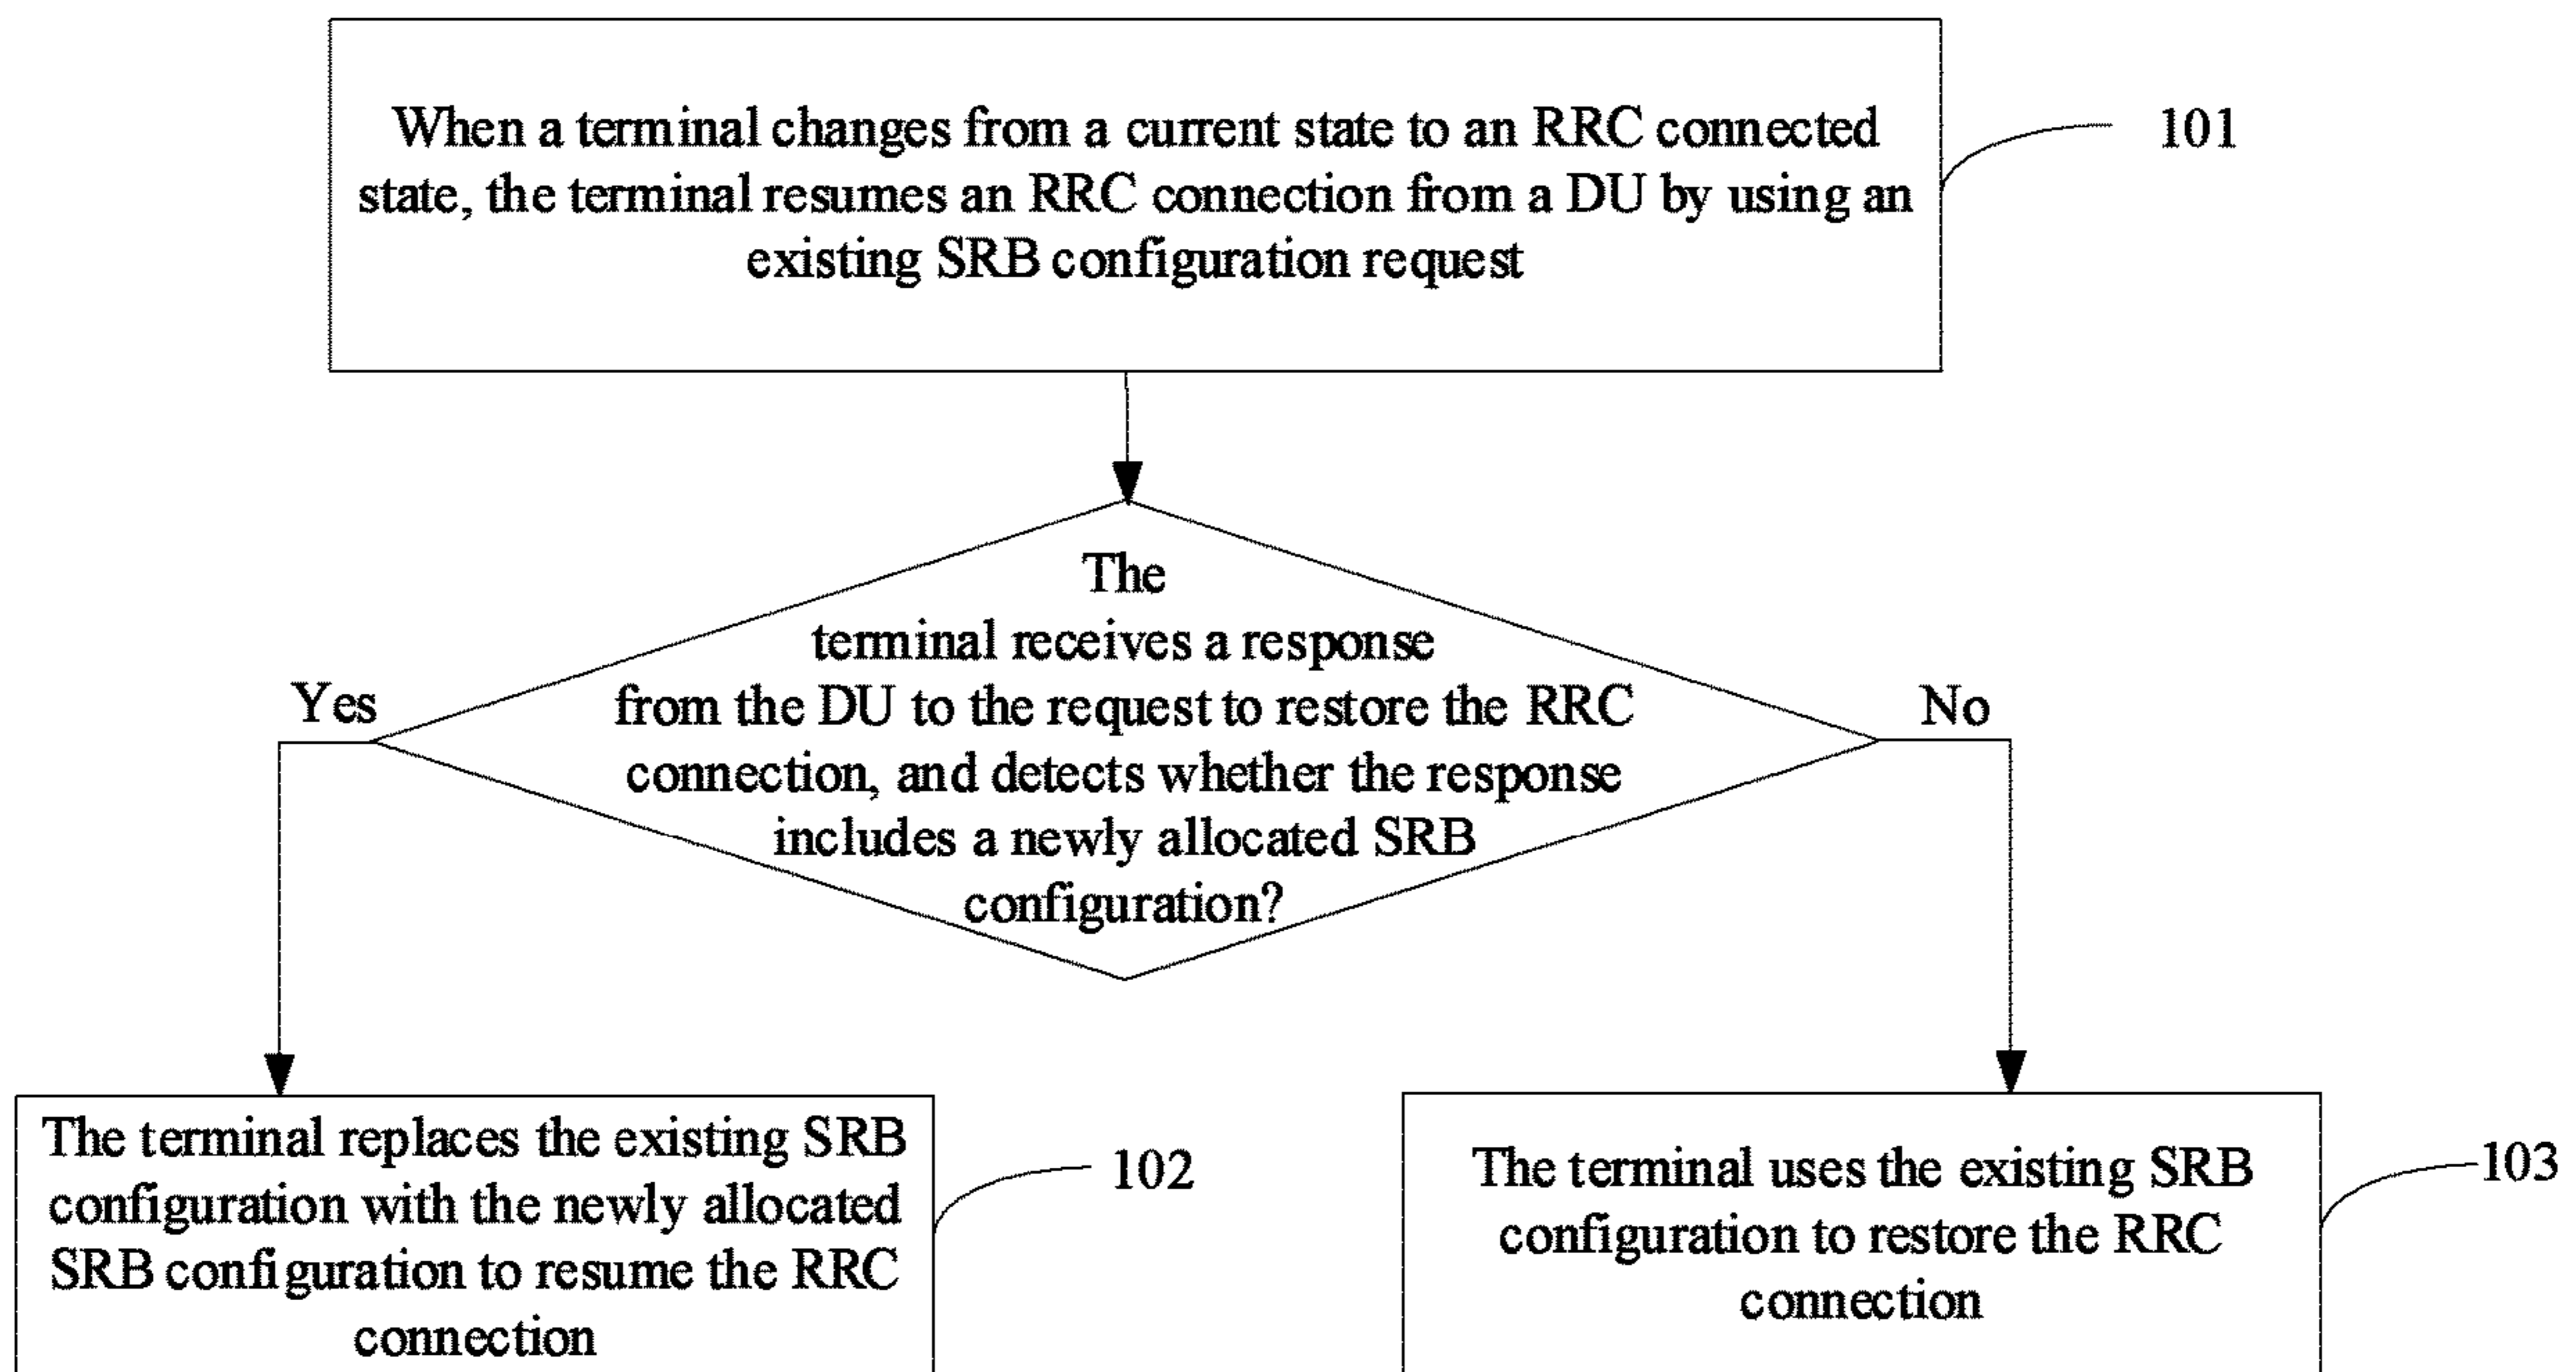 When a terminal changes from a current state to an RRC connected
state, the terminal resumes an RRC connection from a DU by using an
existing SRB configuration request
101
The
terminal receives a response
from the DU to the request to restore the RRC
connection, and detects whether the response
includes a newly allocated SRB
configuration?
Yes
No
The terminal replaces the existing SRB
configuration with the newly allocated
SRB configuration to resume the RRC
connection
102
The terminal uses the existing SRB
configuration to restore the RRC
connection
103